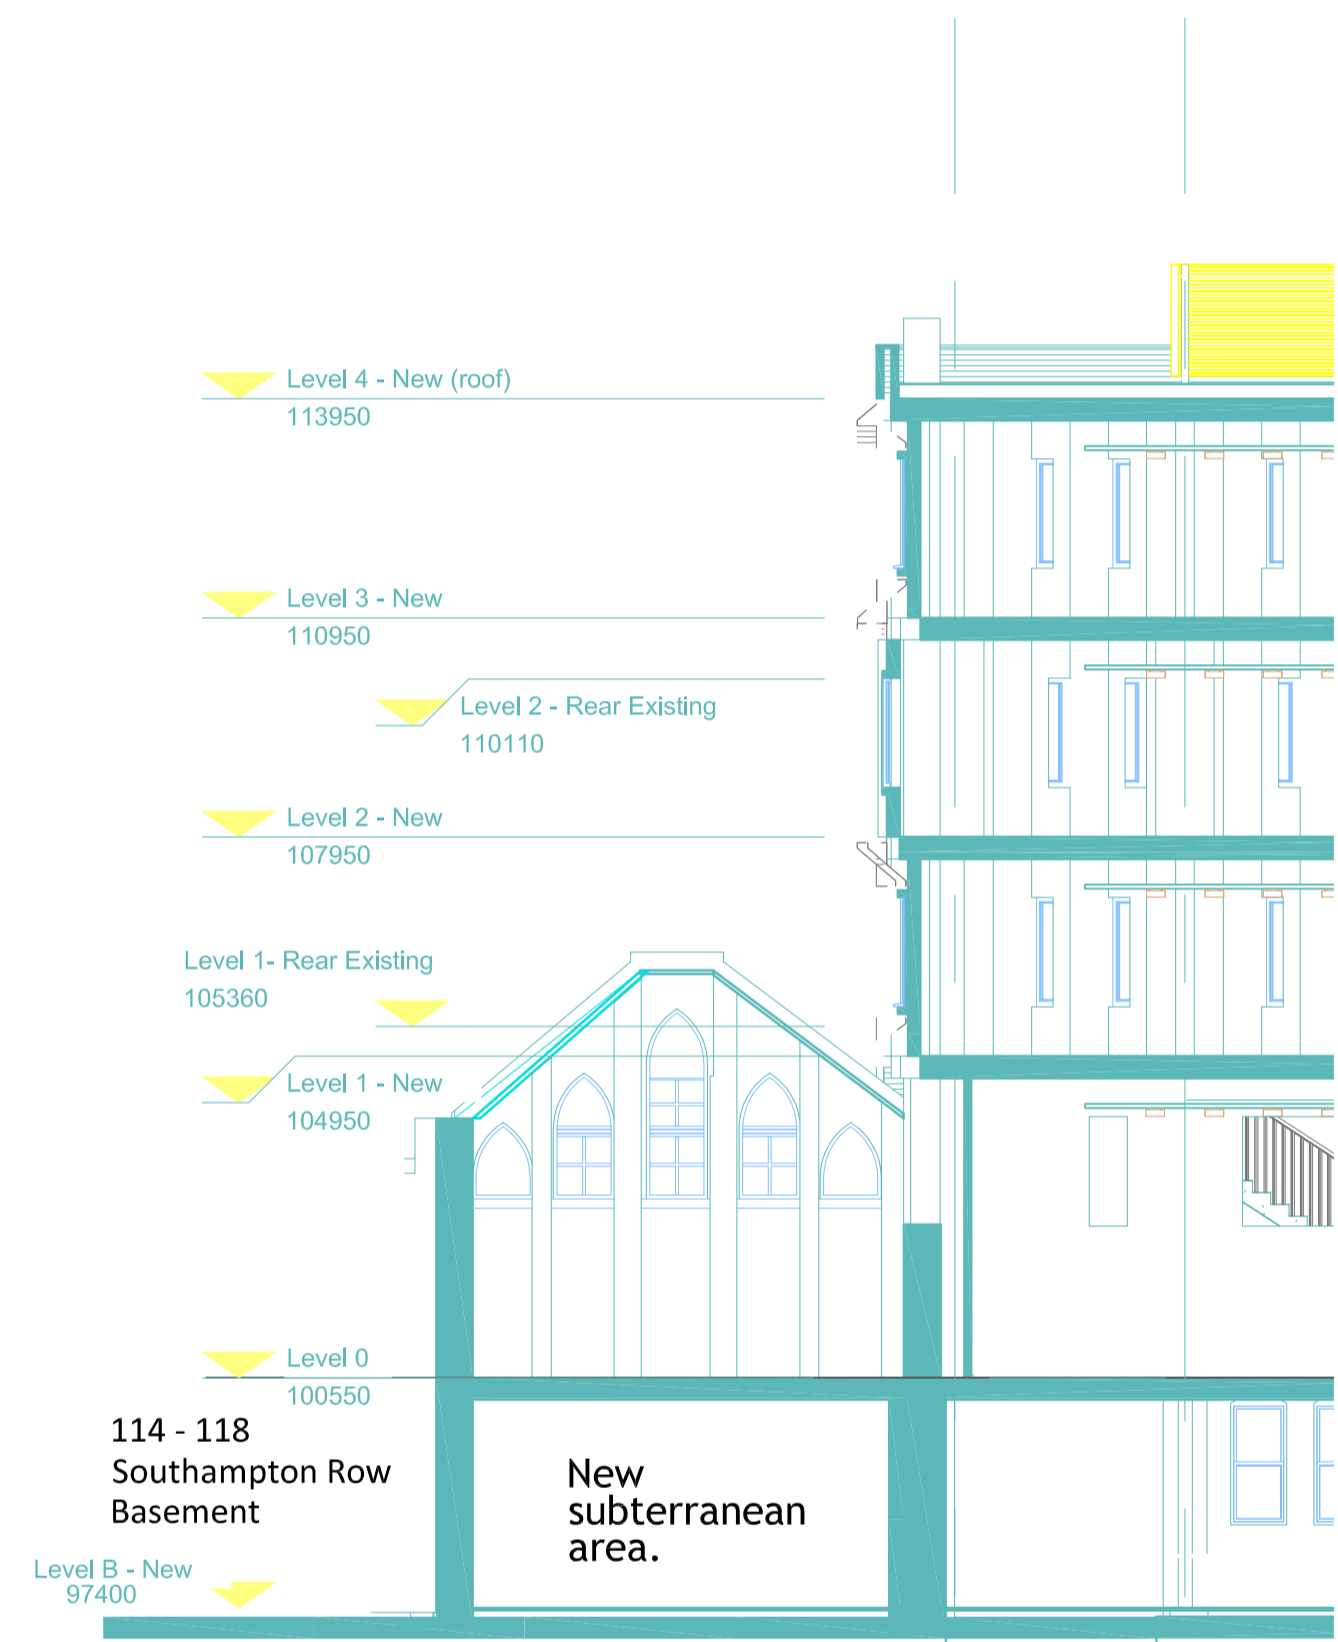 Level 4 - New (roof)
113950
Level 3 - New
110950
Level 2 - Rear Existing
110110
Level 2 - New
107950
Level 1- Rear Existing
105360
Level 1 - New
104950
Level 0
100550
114 - 118
Southampton Row
Basement
New
subterranean
area.
Level B - New
97400